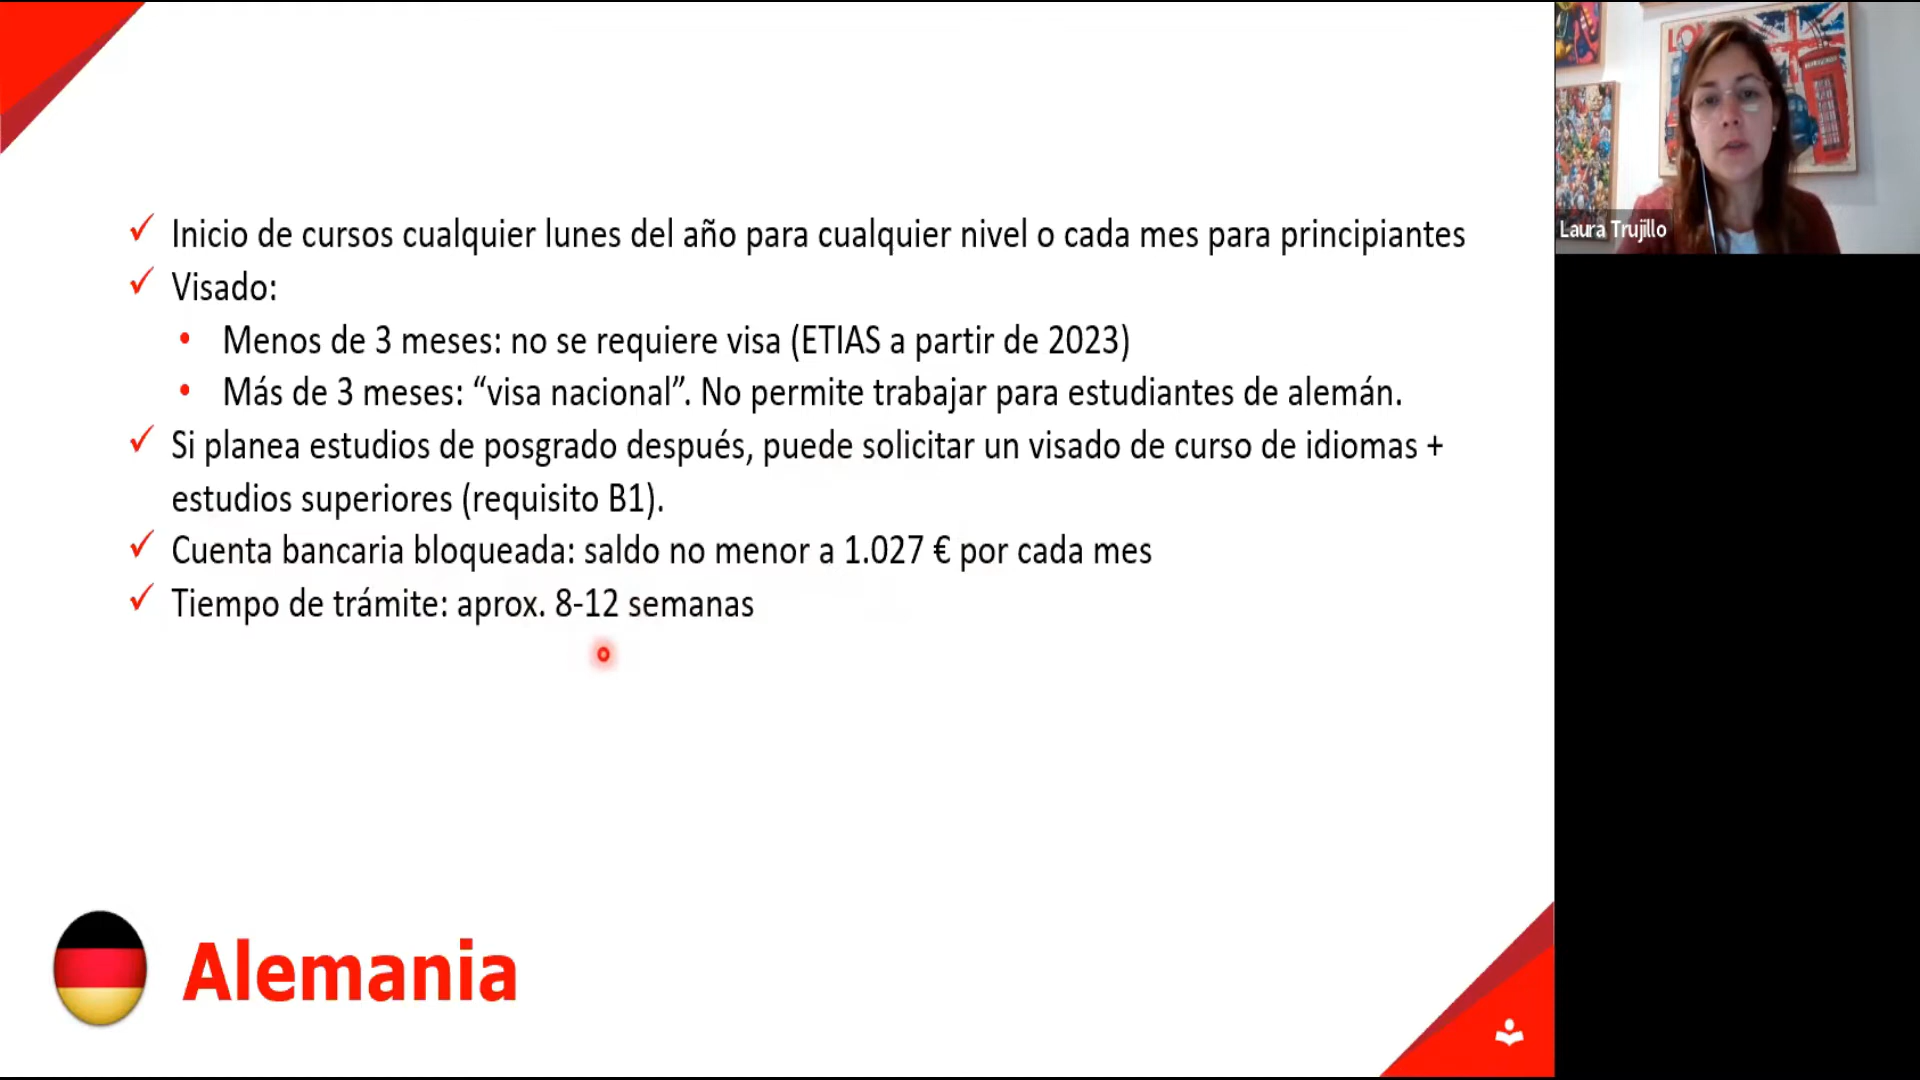 Inicio de cursos cualquier lunes del año para cualquier nivel o cada mes para principiantes
Visado:
Menos de 3 meses: no se requiere visa (ETIAS a partir de 2023)
Más de 3 meses: “visa nacional”. No permite trabajar para estudiantes de alemán.
Si planea estudios de posgrado después, puede solicitar un visado de curso de idiomas +
estudios superiores (requisito B1).
Cuenta bancaria bloqueada: saldo no menor a 1.027 € por cada mes
Tiempo de trámite: aprox. 8-12 semanas
Alemania
LO
Laura Trujillo